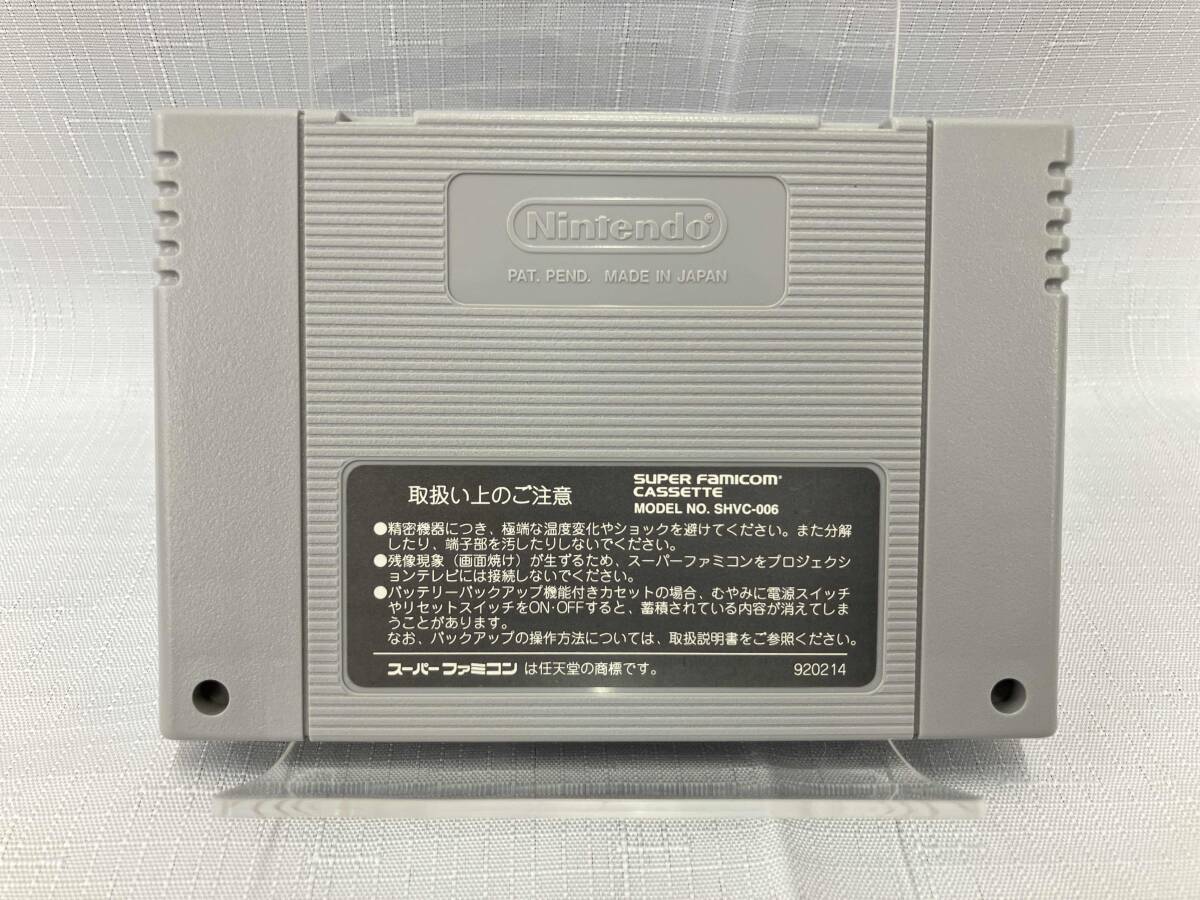 Nintendo®
PAT. PEND. MADE IN JAPAN
取扱い上のご注意
SUPER FAMICOM
CASSETTE
MODEL NO. SHVC-006
●精密機器につき、極端な温度変化やショックを避けてください。また分解
したり、端子部を汚したりしないでください。
●残像現象（画面焼け）が生ずるため、スーパーファミコンをプロジェクシ
ョンテレビには接続しないでください。
●バッテリーバックアップ機能付きカセットの場合、むやみに電源スイッチ
やリセットスイッチをON·OFFすると、蓄積されている内容が消えてしま
うことがあります。
なお、バックアップの操作方法については、取扱説明書をご参照ください。
スーパーファミコン は任天堂の商標です。 920214